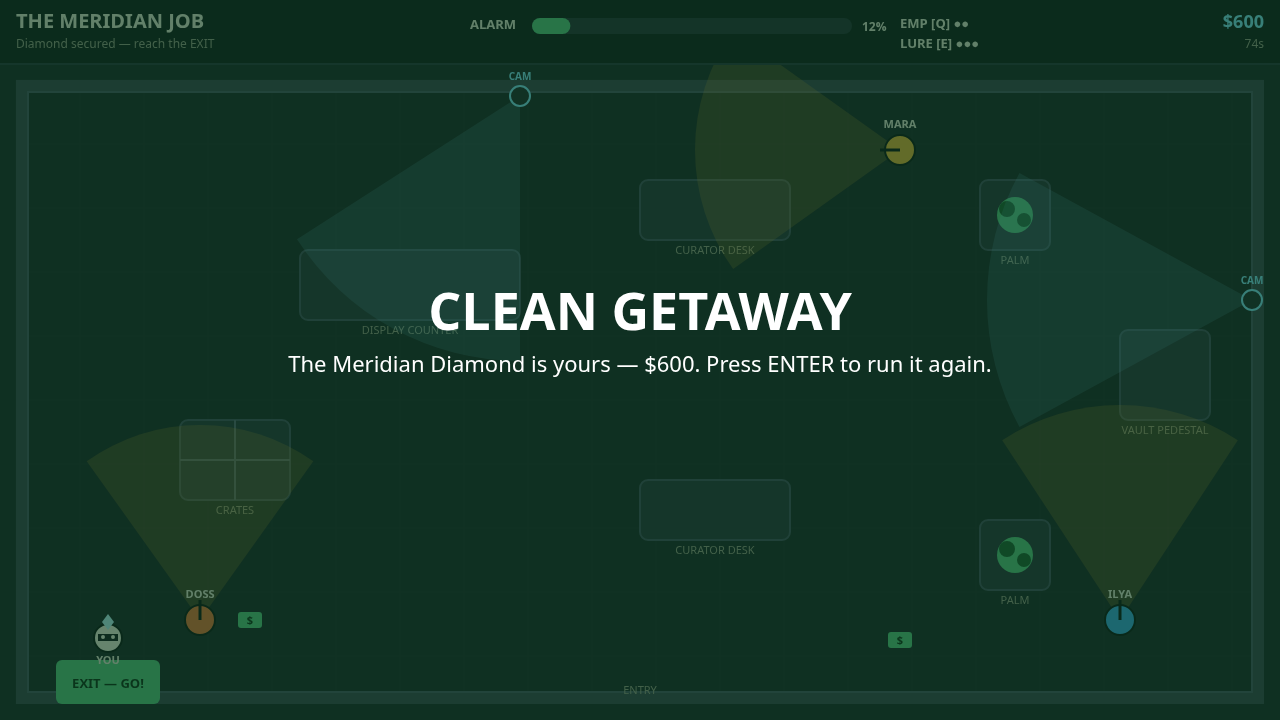 THE MERIDIAN JOB
Diamond secured — reach the EXIT
ALARM
12%
EMP [Q] ●●
LURE [E] ●●●
$600
74s
CAM
MARA
CURATOR DESK
PALM
CAM
DISPLAY COUNTER
CLEAN GETAWAY
The Meridian Diamond is yours — $600. Press ENTER to run it again.
VAULT PEDESTAL
CRATES
CURATOR DESK
PALM
DOSS
$
ILYA
$
YOU
EXIT — GO!
ENTRY